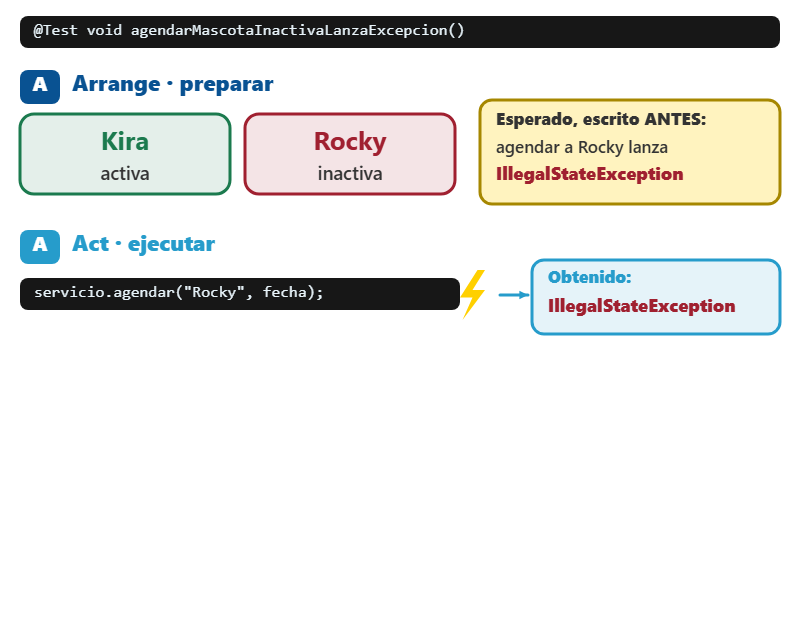 @Test void agendarMascotaInactivaLanzaExcepcion()
A Arrange · preparar
Kira
activa
Rocky
inactiva
Esperado, escrito ANTES:
agendar a Rocky lanza
IllegalStateException
A Act · ejecutar
servicio.agendar("Rocky", fecha);
Obtenido:
IllegalStateException